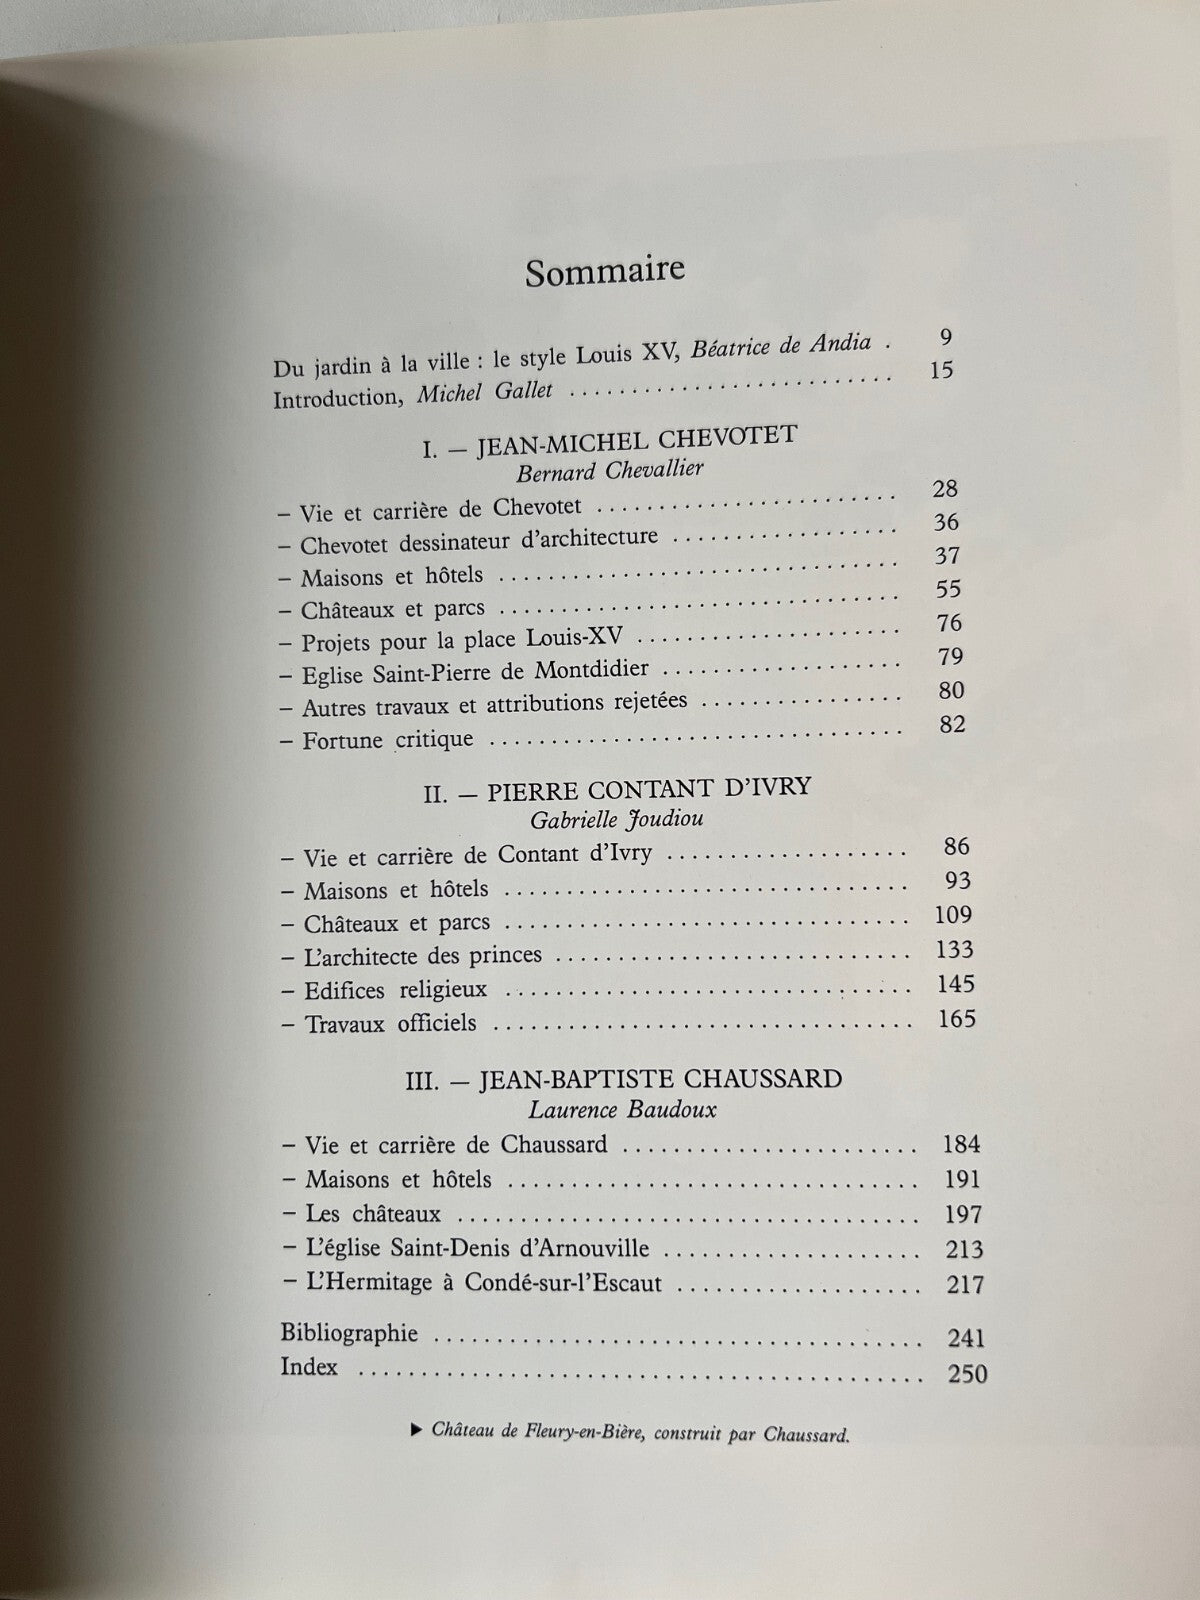 Sommaire
Du jardin à la ville : le style Louis XV, Béatrice de Andia . 9
Introduction, Michel Gallet .......................... 15
I. — JEAN-MICHEL CHEVOTET
Bernard Chevallier
– Vie et carrière de Chevotet ........................ 28
– Chevotet dessinateur d'architecture .................. 36
– Maisons et hôtels ................................ 37
– Châteaux et parcs ................................ 55
– Projets pour la place Louis-XV ..................... 76
– Eglise Saint-Pierre de Montdidier ................... 79
– Autres travaux et attributions rejetées ................ 80
– Fortune critique .................................. 82
II. — PIERRE CONTANT D'IVRY
Gabrielle Joudiou
– Vie et carrière de Contant d'Ivry ................... 86
– Maisons et hôtels ................................ 93
– Châteaux et parcs ................................ 109
– L'architecte des princes ............................ 133
– Edifices religieux ................................ 145
– Travaux officiels .................................. 165
III. — JEAN-BAPTISTE CHAUSSARD
Laurence Baudoux
– Vie et carrière de Chaussard ....................... 184
– Maisons et hôtels ................................ 191
– Les châteaux .................................... 197
– L'église Saint-Denis d'Arnouville .................... 213
– L'Hermitage à Condé-sur-l'Escaut ................... 217
Bibliographie ...................................... 241
Index ............................................ 250
► Château de Fleury-en-Bière, construit par Chaussard.